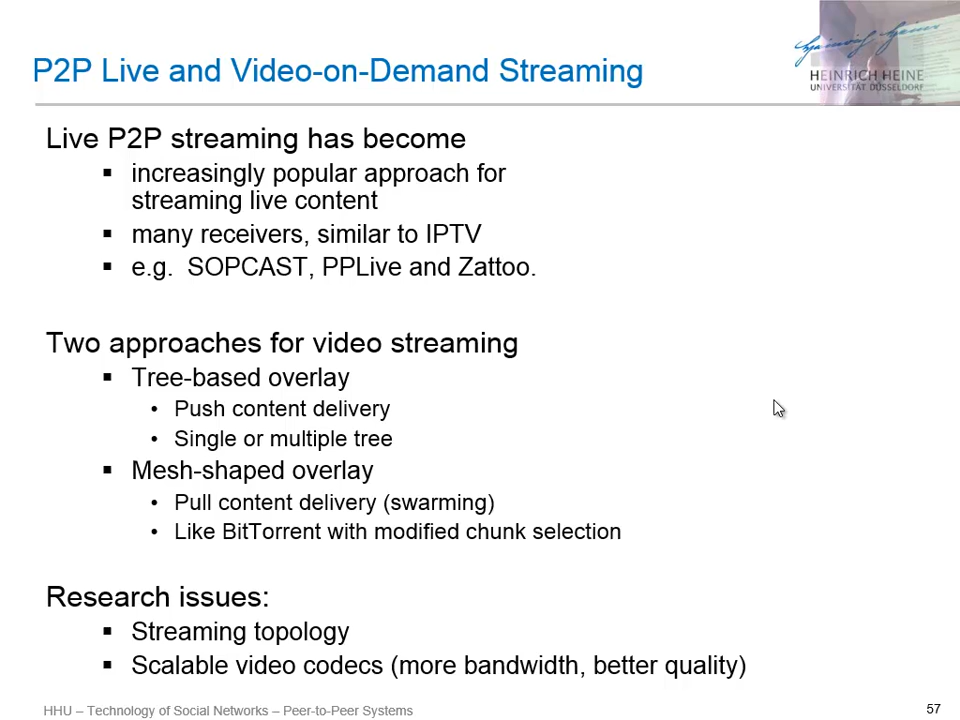 P2P Live and Video-on-Demand Streaming
Heinrich Heine
HEINRICH HEINE
UNIVERSITÄT DÜSSELDORF
Live P2P streaming has become
▪ increasingly popular approach for
streaming live content
▪ many receivers, similar to IPTV
▪ e.g. SOPCAST, PPLive and Zattoo.
Two approaches for video streaming
▪ Tree-based overlay
• Push content delivery
• Single or multiple tree
▪ Mesh-shaped overlay
• Pull content delivery (swarming)
• Like BitTorrent with modified chunk selection
Research issues:
▪ Streaming topology
▪ Scalable video codecs (more bandwidth, better quality)
HHU – Technology of Social Networks – Peer-to-Peer Systems
57